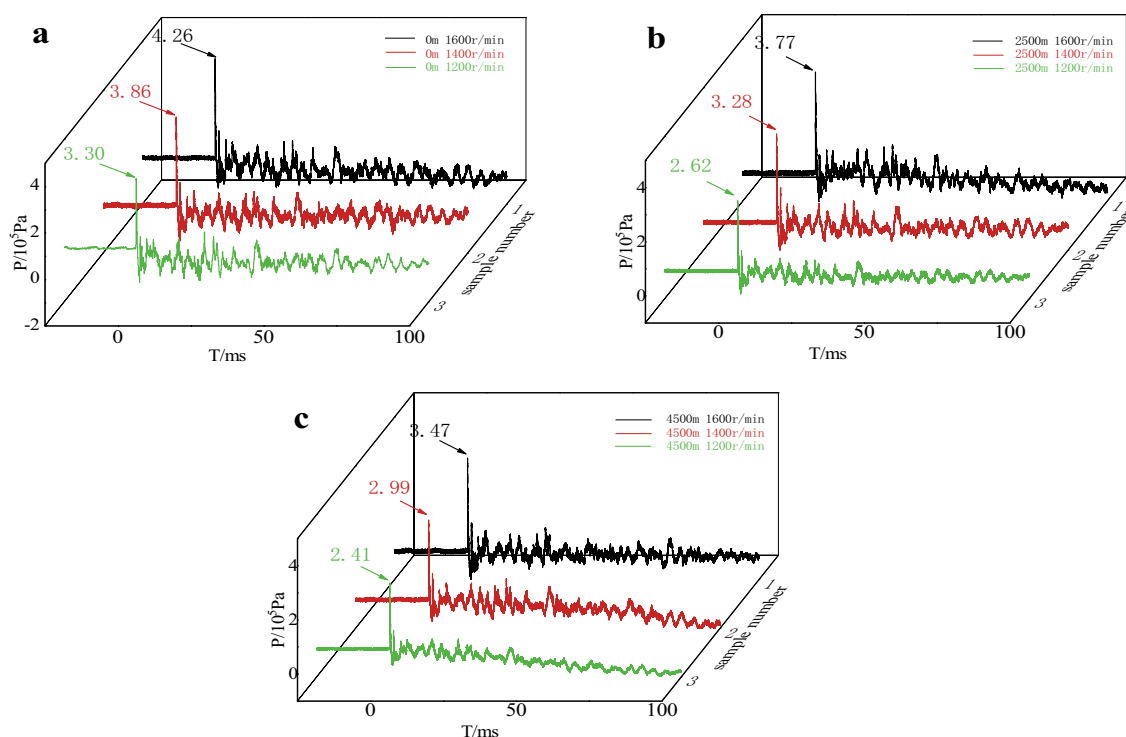 a
4.26
3.86
3.30
0m 1600r/min
0m 1400r/min
0m 1200r/min
P/10⁵Pa
4
2
0
-2
0
50
100
T/ms
1
2
3
sample number
b
3.77
3.28
2.62
2500m 1600r/min
2500m 1400r/min
2500m 1200r/min
P/10⁵Pa
4
2
0
0
50
100
T/ms
1
2
3
sample number
c
3.47
2.99
2.41
4500m 1600r/min
4500m 1400r/min
4500m 1200r/min
P/10⁵Pa
4
2
0
0
50
100
T/ms
1
2
3
sample number